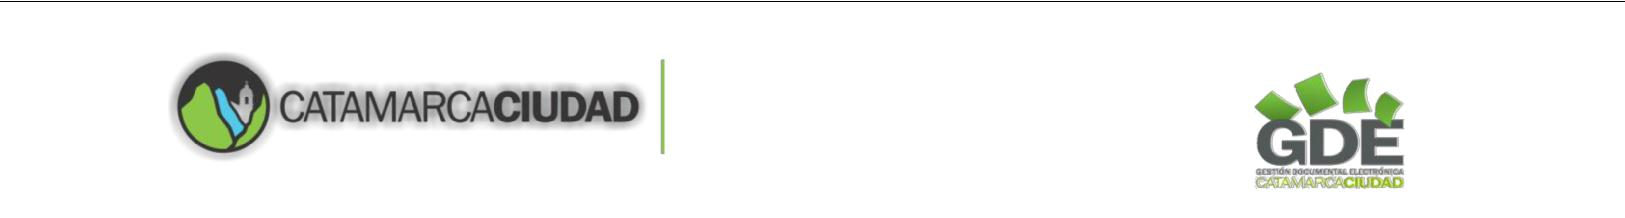 CATAMARCACIUDAD
GDE
GESTIÓN DOCUMENTAL ELECTRÓNICA
CATAMARCACIUDAD